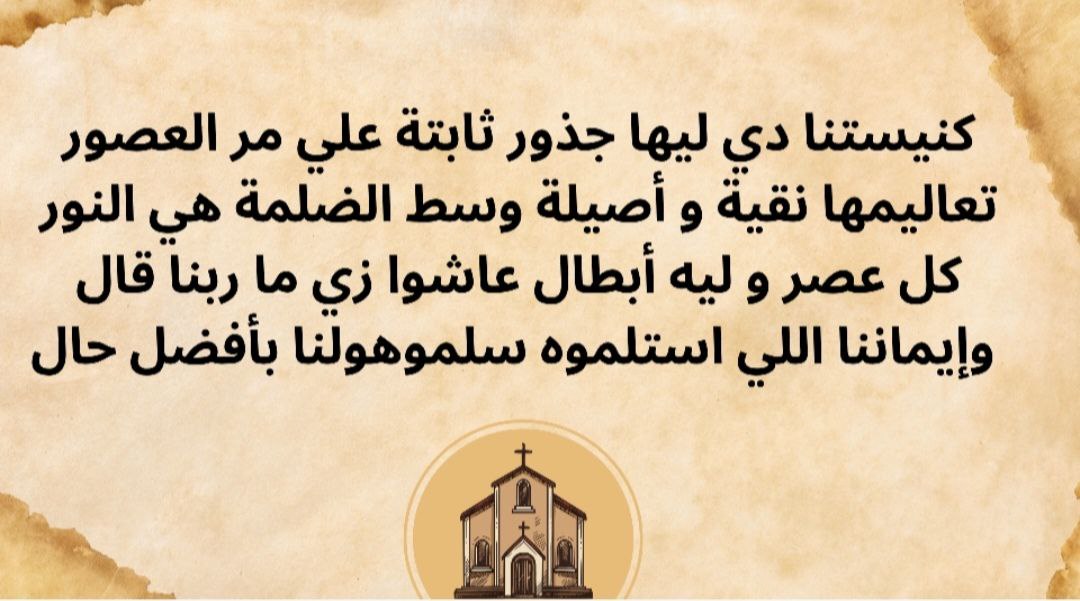 كنيستنا دي ليها جذور ثابتة علي مر العصور
تعاليمها نقية و أصيلة وسط الضلمة هي النور
كل عصر و ليه أبطال عاشوا زي ما ربنا قال
وإيماننا اللي استلموه سلموهولنا بأفضل حال